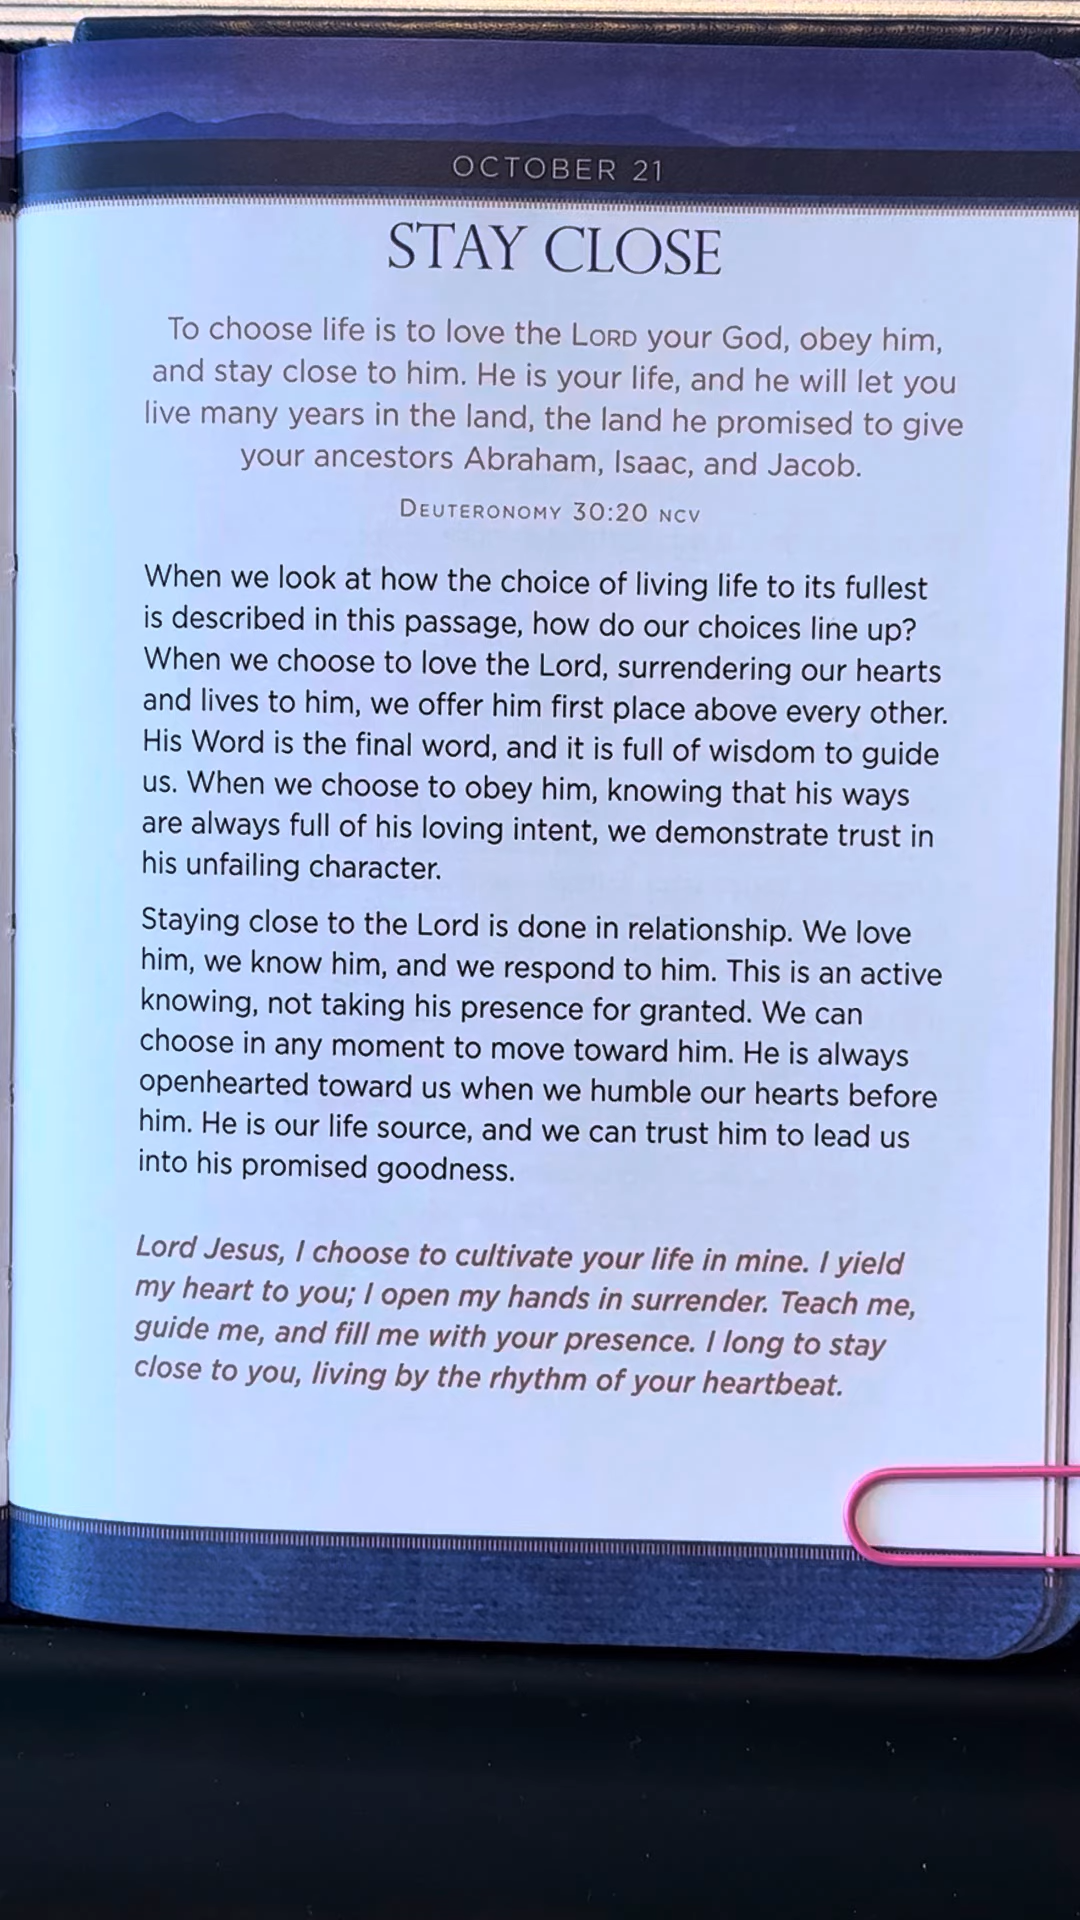 OCTOBER 21
STAY CLOSE
To choose life is to love the LORD your God, obey him,
and stay close to him. He is your life, and he will let you
live many years in the land, the land he promised to give
your ancestors Abraham, Isaac, and Jacob.
DEUTERONOMY 30:20 NCV
When we look at how the choice of living life to its fullest
is described in this passage, how do our choices line up?
When we choose to love the Lord, surrendering our hearts
and lives to him, we offer him first place above every other.
His Word is the final word, and it is full of wisdom to guide
us. When we choose to obey him, knowing that his ways
are always full of his loving intent, we demonstrate trust in
his unfailing character.
Staying close to the Lord is done in relationship. We love
him, we know him, and we respond to him. This is an active
knowing, not taking his presence for granted. We can
choose in any moment to move toward him. He is always
openhearted toward us when we humble our hearts before
him. He is our life source, and we can trust him to lead us
into his promised goodness.
Lord Jesus, I choose to cultivate your life in mine. I yield
my heart to you; I open my hands in surrender. Teach me,
guide me, and fill me with your presence. I long to stay
close to you, living by the rhythm of your heartbeat.